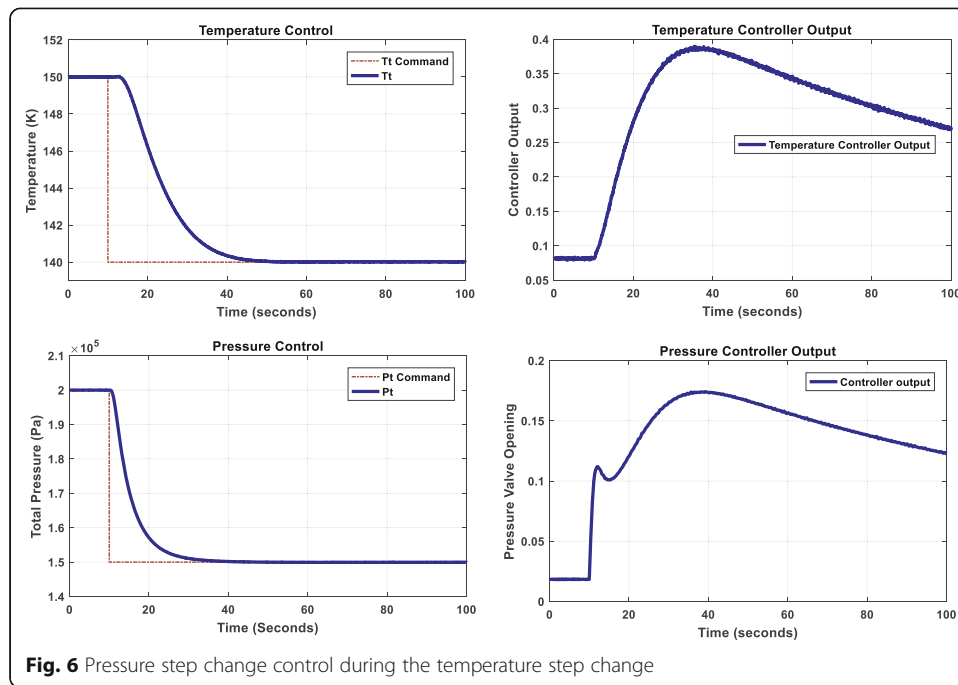 Temperature Control
152
150
148
146
144
142
140
Temperature (K)
Tt Command
Tt
0 20 40 60 80 100
Time (seconds)
Temperature Controller Output
0.4
0.35
0.3
0.25
0.2
0.15
0.1
0.05
Controller Output
Temperature Controller Output
0 20 40 60 80 100
Time (seconds)
Pressure Control
× 10⁵
2.1
2
1.9
1.8
1.7
1.6
1.5
1.4
Total Pressure (Pa)
Pt Command
Pt
0 20 40 60 80 100
Time (Seconds)
Pressure Controller Output
0.2
0.15
0.1
0.05
0
Pressure Valve Opening
Controller output
0 20 40 60 80 100
Time (seconds)
Fig. 6 Pressure step change control during the temperature step change